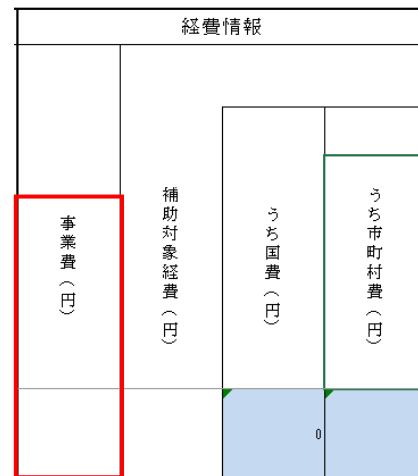 経費情報
事業費（円）
補助対象経費（円）
うち国費（円）
うち市町村費（円）
0